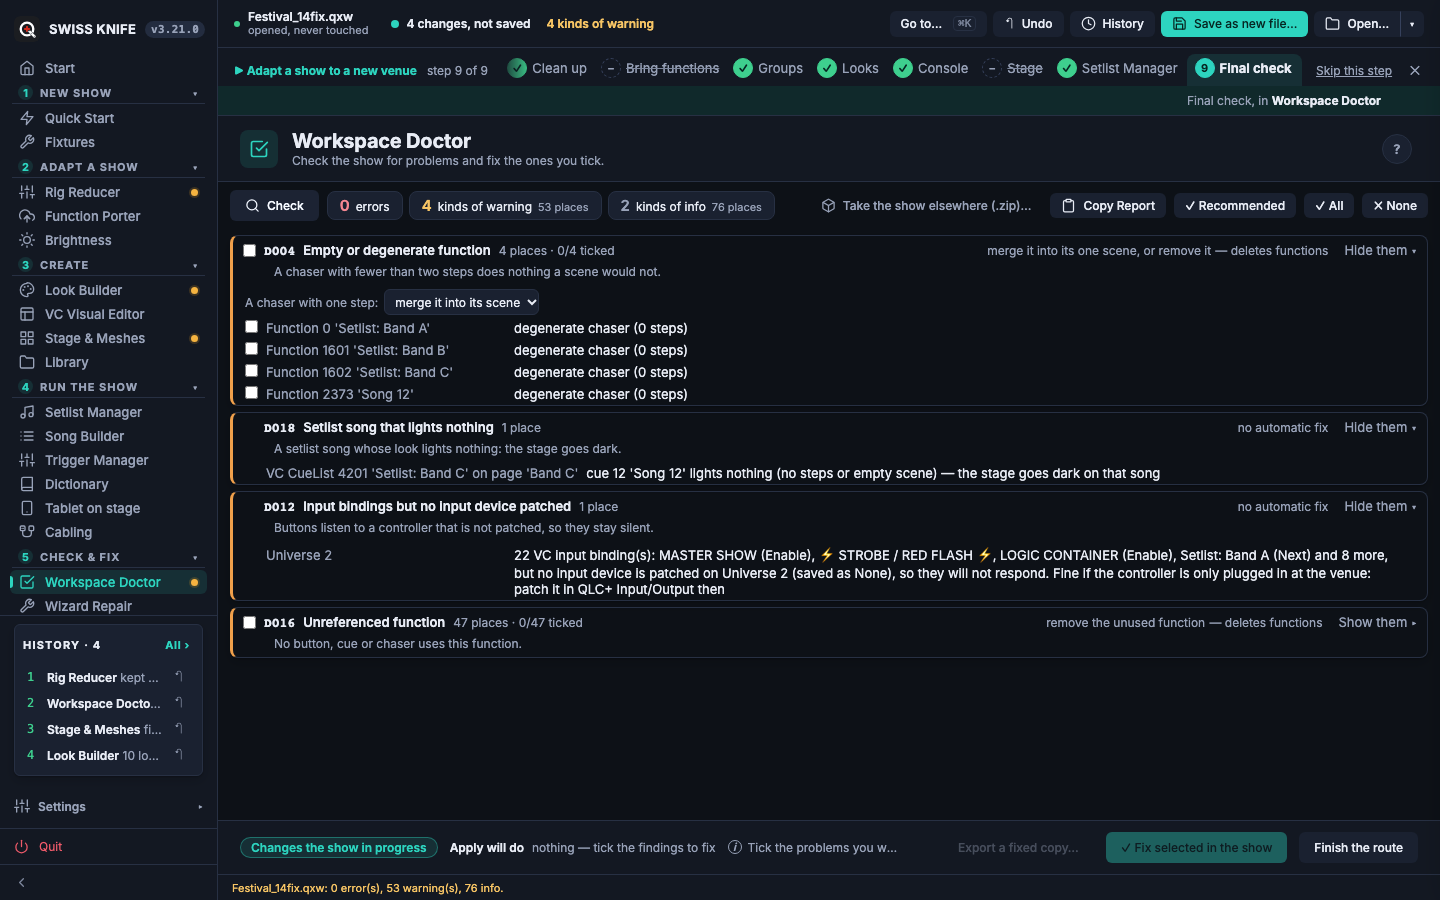 SWISS KNIFE v3.21.0
Start
1 NEW SHOW
Quick Start
Fixtures
2 ADAPT A SHOW
Rig Reducer
Function Porter
Brightness
3 CREATE
Look Builder
VC Visual Editor
Stage & Meshes
Library
4 RUN THE SHOW
Setlist Manager
Song Builder
Trigger Manager
Dictionary
Tablet on stage
Cabling
5 CHECK & FIX
Workspace Doctor
Wizard Repair
HISTORY · 4 All ›
1 Rig Reducer kept ...
2 Workspace Docto...
3 Stage & Meshes fi...
4 Look Builder 10 lo...
Settings
Quit
Festival_14fix.qxw
opened, never touched
4 changes, not saved
4 kinds of warning
Go to... ⌘K
Undo
History
Save as new file...
Open...
Adapt a show to a new venue step 9 of 9
Clean up
Bring functions
Groups
Looks
Console
Stage
Setlist Manager
9 Final check
Skip this step
Final check, in Workspace Doctor
Workspace Doctor
Check the show for problems and fix the ones you tick.
?
Check
0 errors
4 kinds of warning 53 places
2 kinds of info 76 places
Take the show elsewhere (.zip)...
Copy Report
✓ Recommended
✓ All
✕ None
D004 Empty or degenerate function 4 places · 0/4 ticked merge it into its one scene, or remove it — deletes functions Hide them
A chaser with fewer than two steps does nothing a scene would not.
A chaser with one step: merge it into its scene
Function 0 'Setlist: Band A' degenerate chaser (0 steps)
Function 1601 'Setlist: Band B' degenerate chaser (0 steps)
Function 1602 'Setlist: Band C' degenerate chaser (0 steps)
Function 2373 'Song 12' degenerate chaser (0 steps)
D018 Setlist song that lights nothing 1 place no automatic fix Hide them
A setlist song whose look lights nothing: the stage goes dark.
VC CueList 4201 'Setlist: Band C' on page 'Band C' cue 12 'Song 12' lights nothing (no steps or empty scene) — the stage goes dark on that song
D012 Input bindings but no input device patched 1 place no automatic fix Hide them
Buttons listen to a controller that is not patched, so they stay silent.
Universe 2 22 VC input binding(s): MASTER SHOW (Enable), ⚡ STROBE / RED FLASH ⚡, LOGIC CONTAINER (Enable), Setlist: Band A (Next) and 8 more,
but no input device is patched on Universe 2 (saved as None), so they will not respond. Fine if the controller is only plugged in at the venue:
patch it in QLC+ Input/Output then
D016 Unreferenced function 47 places · 0/47 ticked remove the unused function — deletes functions Show them
No button, cue or chaser uses this function.
Changes the show in progress
Apply will do nothing — tick the findings to fix
Tick the problems you w...
Export a fixed copy...
✓ Fix selected in the show
Finish the route
Festival_14fix.qxw: 0 error(s), 53 warning(s), 76 info.